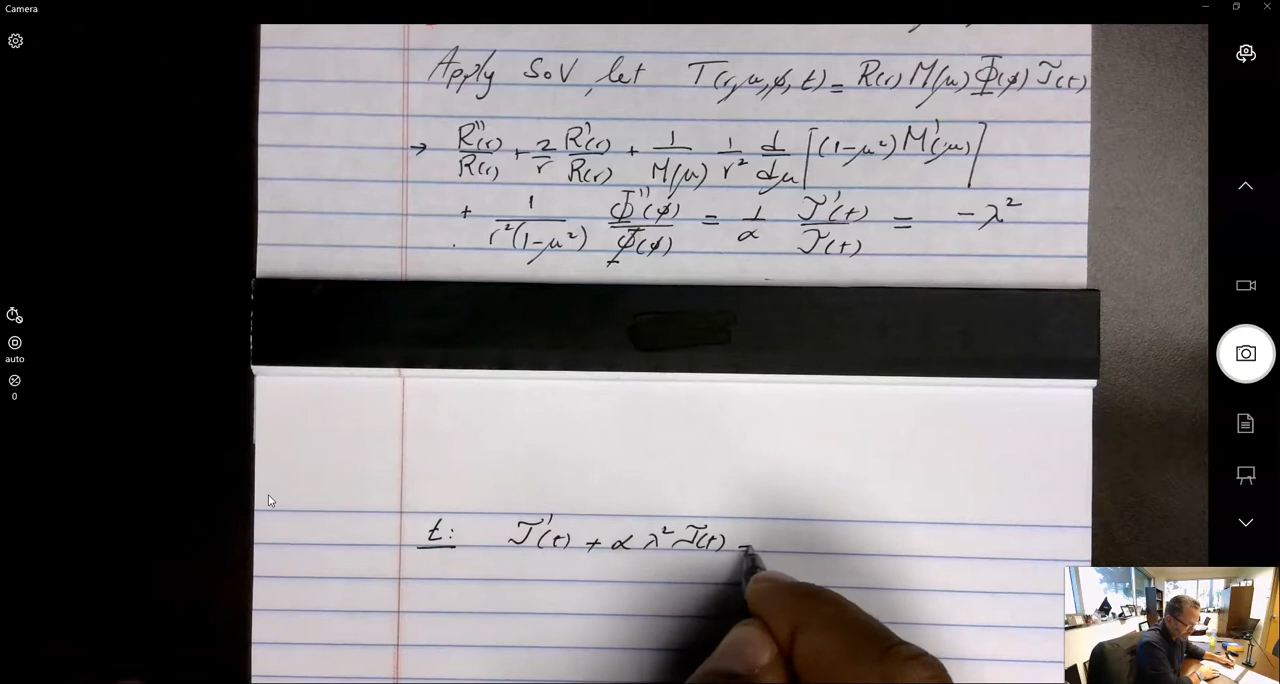 Camera
Apply SoV, let T(r,μ,ϕ,t) = R(r) M(μ) Φ(ϕ) 𝒯(t)
→ R''(r)/R(r) + 2/r R'(r)/R(r) + 1/M(μ) 1/r² d/dμ [(1-μ²) M'(μ)]
+ 1/r²(1-μ²) Φ''(ϕ)/Φ(ϕ) = 1/α 𝒯'(t)/𝒯(t) = -λ²
auto
0
t: 𝒯'(t) + α λ² 𝒯(t) =